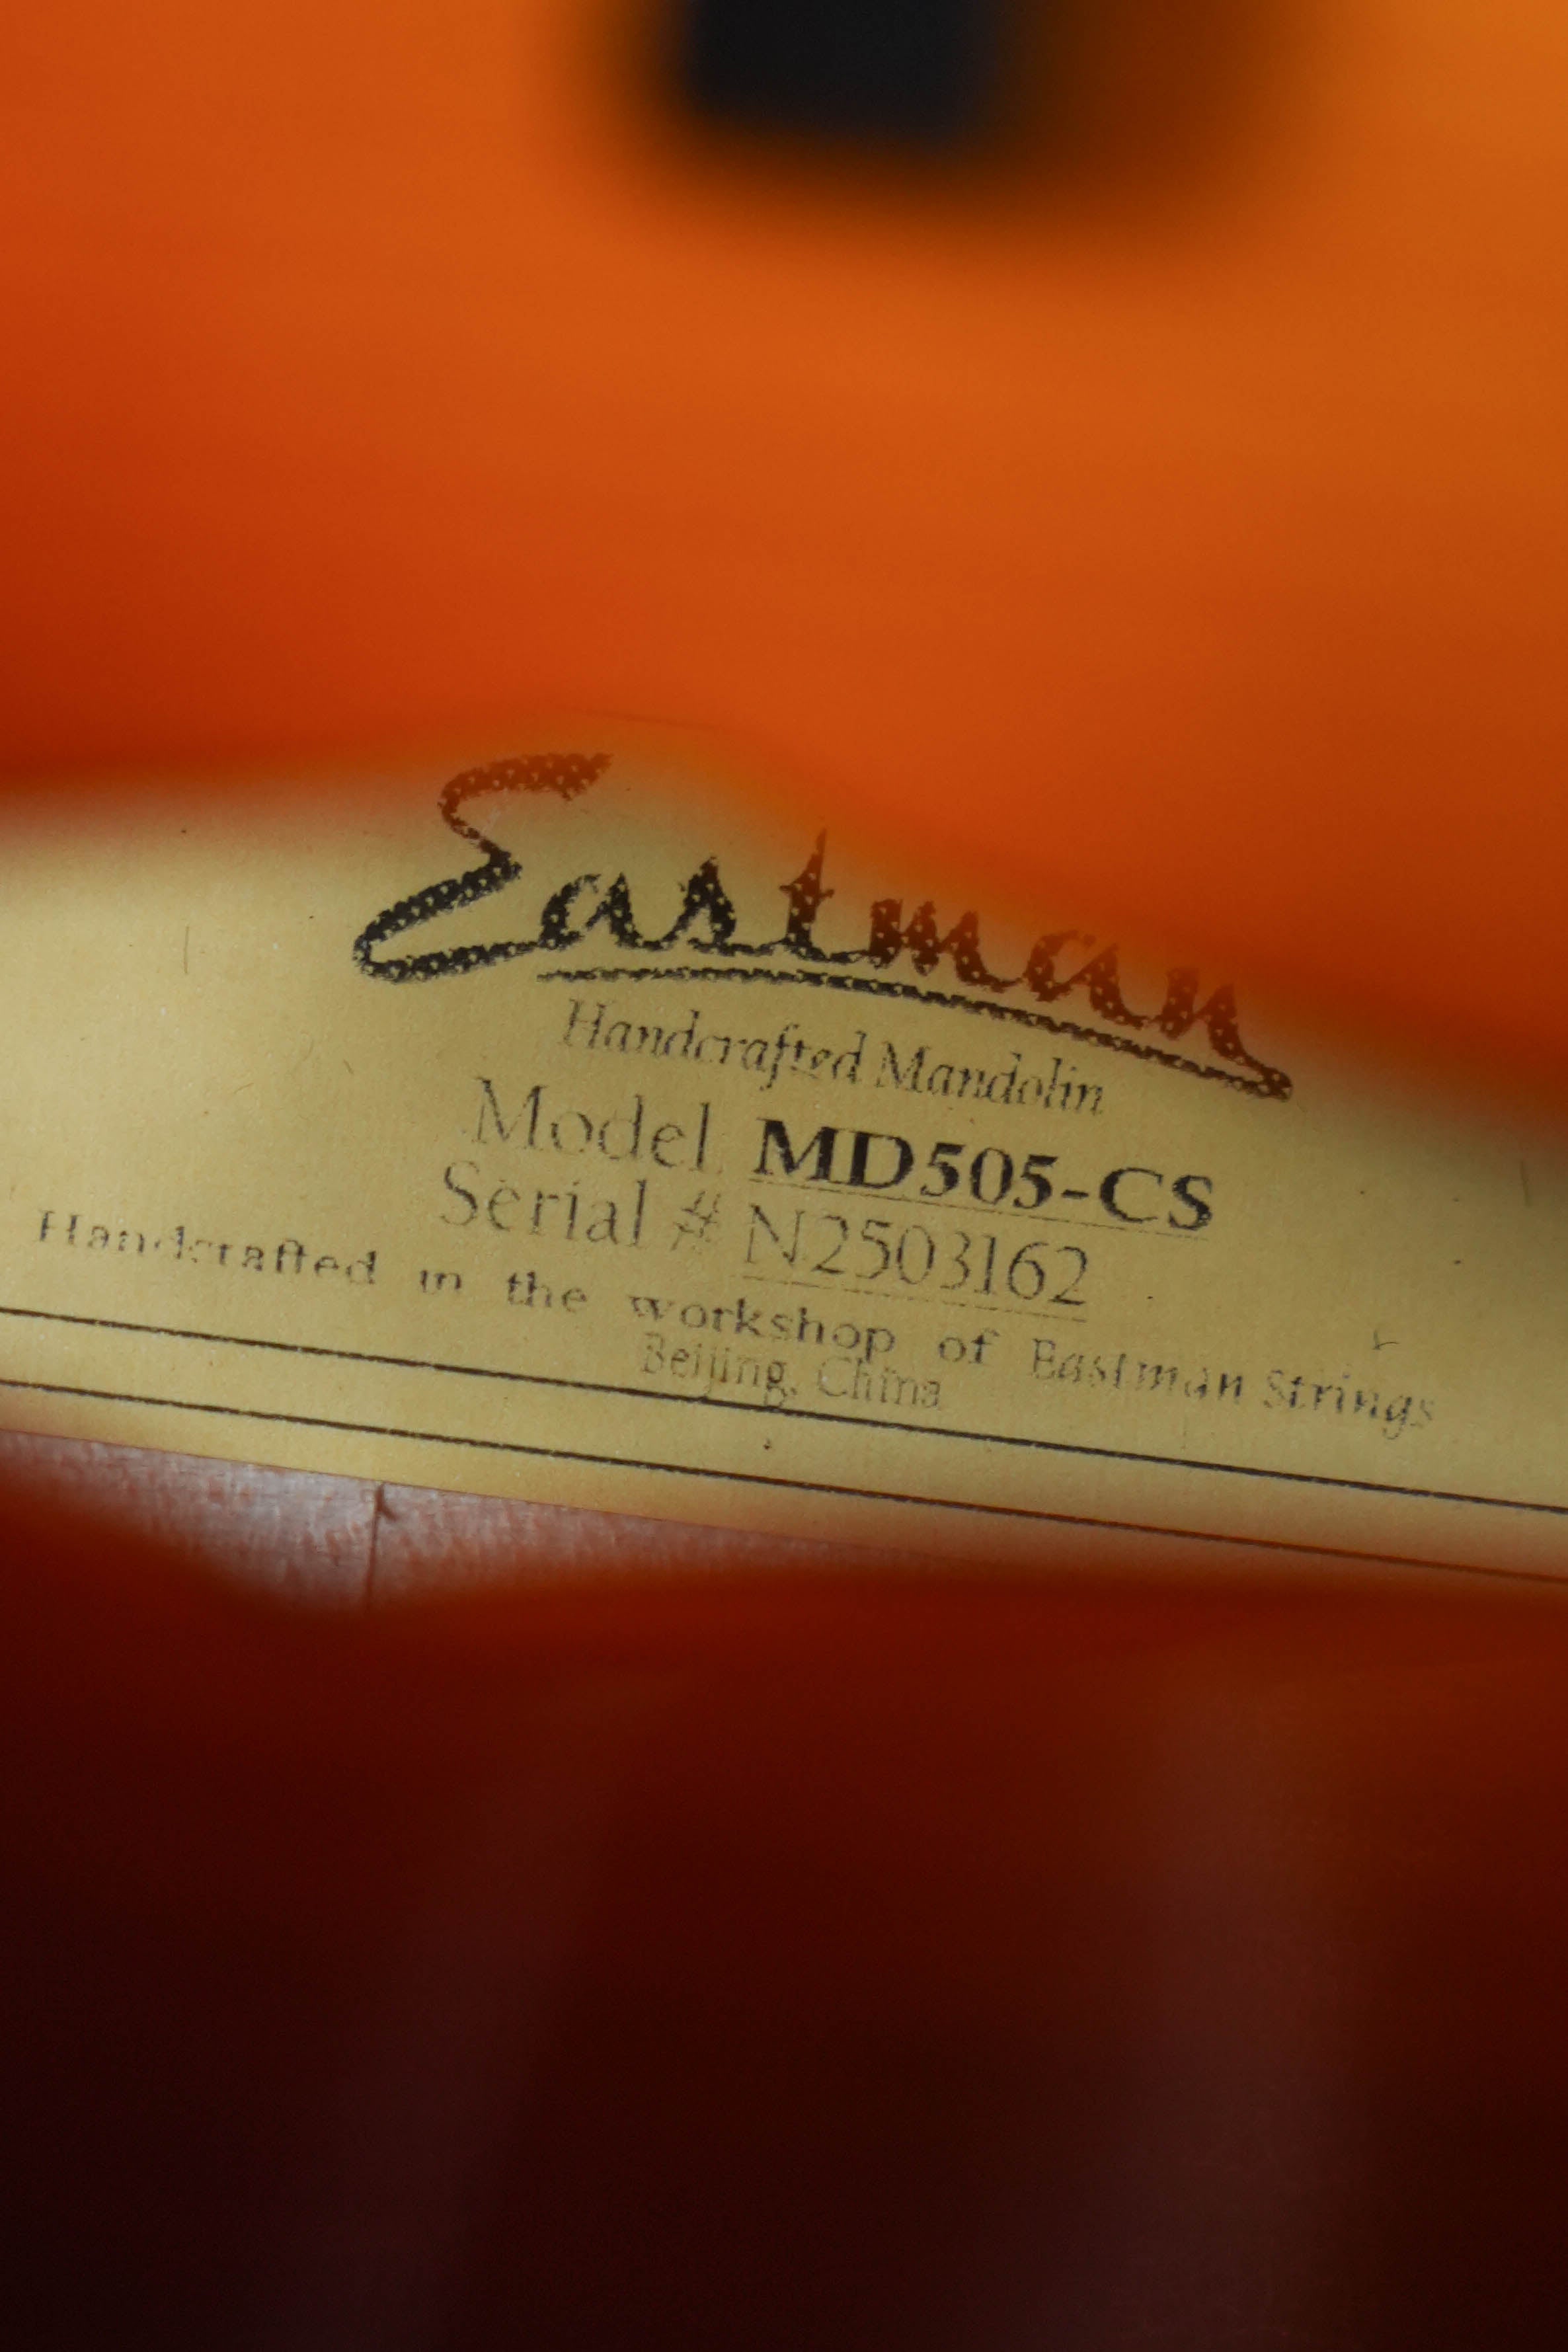 Eastman
Handcrafted Mandolin
Model MD505-CS
Serial # N2503162
Handcrafted in the workshop of Eastman Strings
Beijing, China